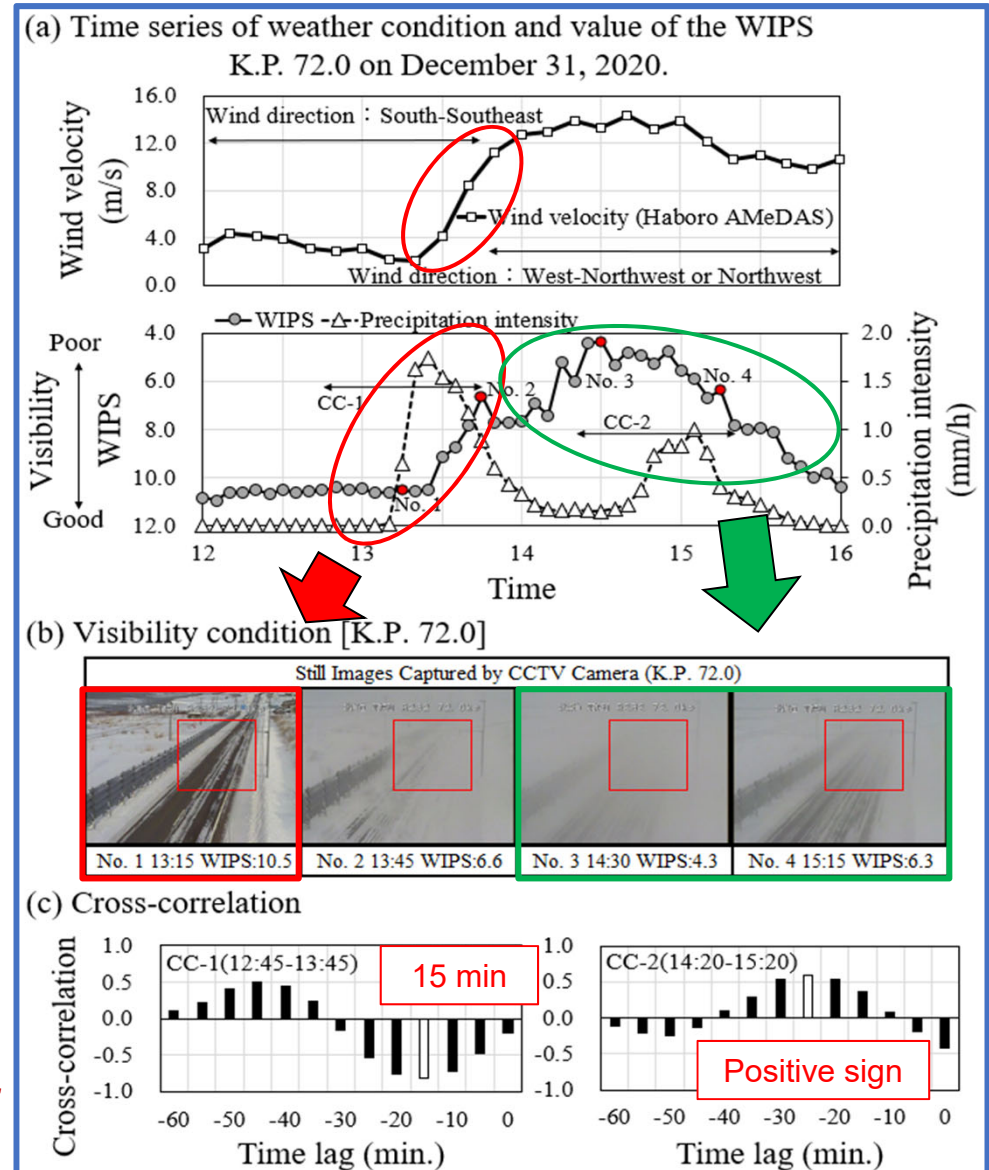 (a) Time series of weather condition and value of the WIPS
K.P. 72.0 on December 31, 2020.
Wind velocity
(m/s)
16.0
12.0
8.0
4.0
0.0
Wind direction：South-Southeast
Wind velocity (Haboro AMeDAS)
Wind direction：West-Northwest or Northwest
Poor
Visibility
Good
WIPS
4.0
6.0
8.0
10.0
12.0
WIPS
Precipitation intensity
CC-1
No. 1
No. 2
No. 3
No. 4
CC-2
2.0
1.5
1.0
0.5
0.0
Precipitation intensity
(mm/h)
12 13 14 15 16
Time
(b) Visibility condition [K.P. 72.0]
Still Images Captured by CCTV Camera (K.P. 72.0)
No. 1 13:15 WIPS:10.5
No. 2 13:45 WIPS:6.6
No. 3 14:30 WIPS:4.3
No. 4 15:15 WIPS:6.3
(c) Cross-correlation
Cross-correlation
1.0
0.5
0.0
-0.5
-1.0
CC-1(12:45-13:45)
15 min
-60 -50 -40 -30 -20 -10 0
Time lag (min.)
1.0
0.5
0.0
-0.5
-1.0
CC-2(14:20-15:20)
Positive sign
-60 -50 -40 -30 -20 -10 0
Time lag (min.)